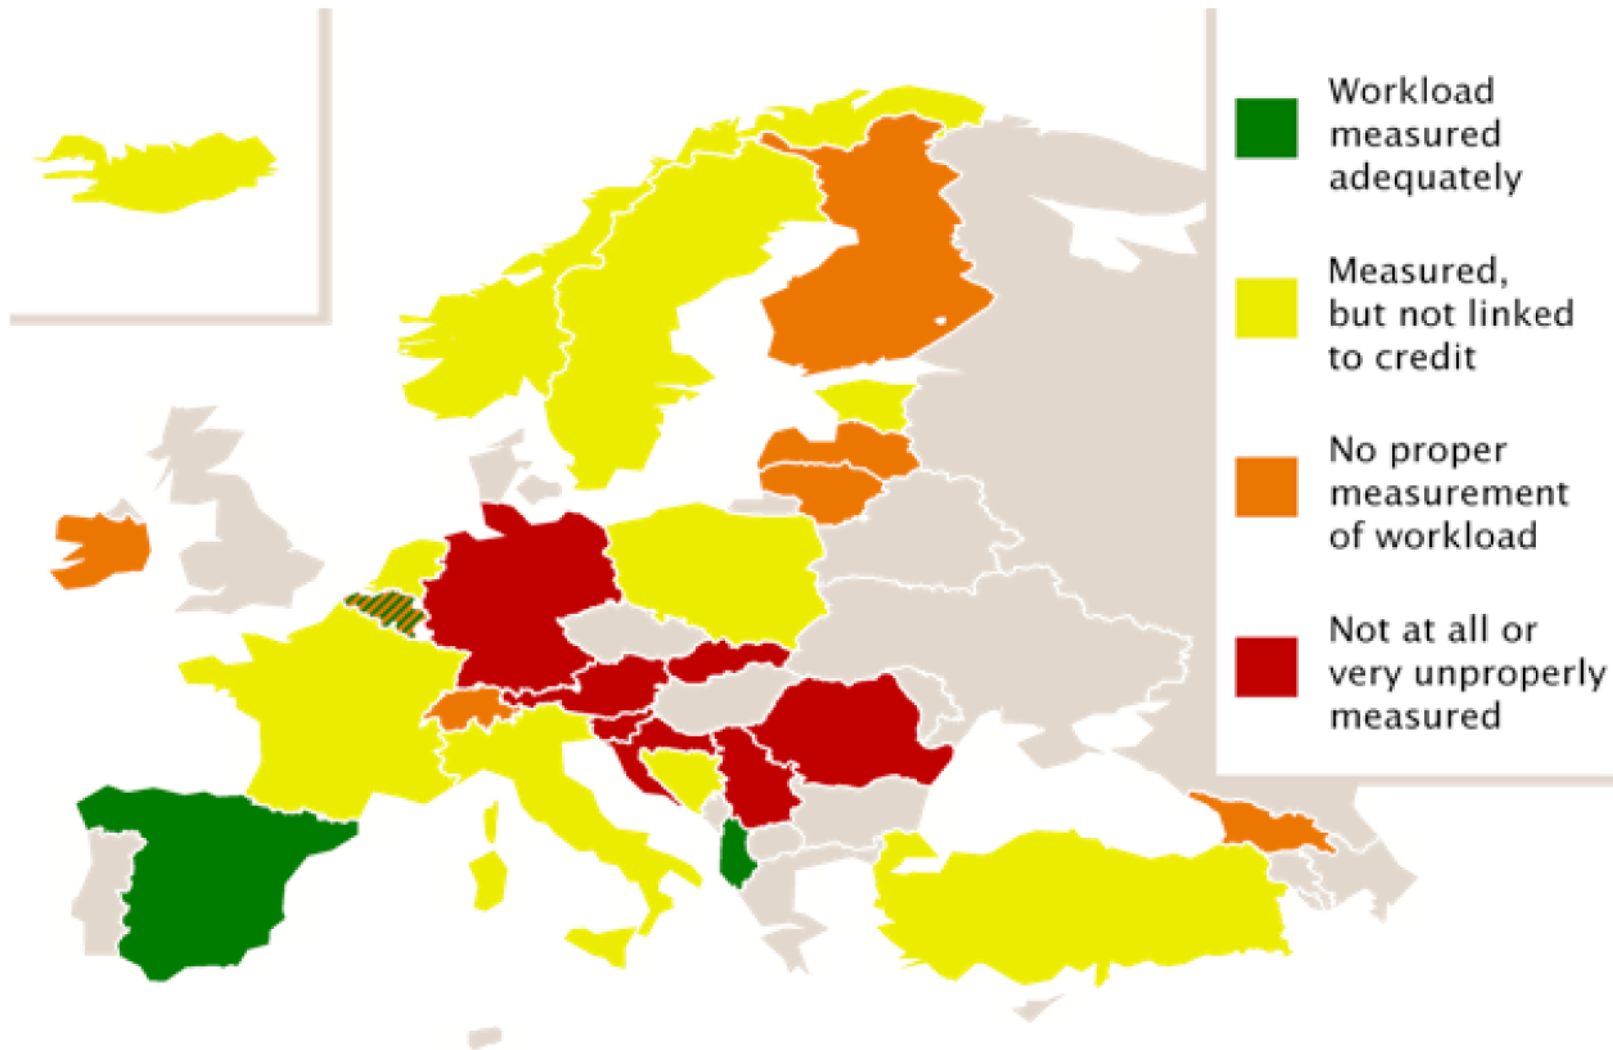 Workload
measured
adequately
Measured,
but not linked
to credit
No proper
measurement
of workload
Not at all or
very unproperly
measured